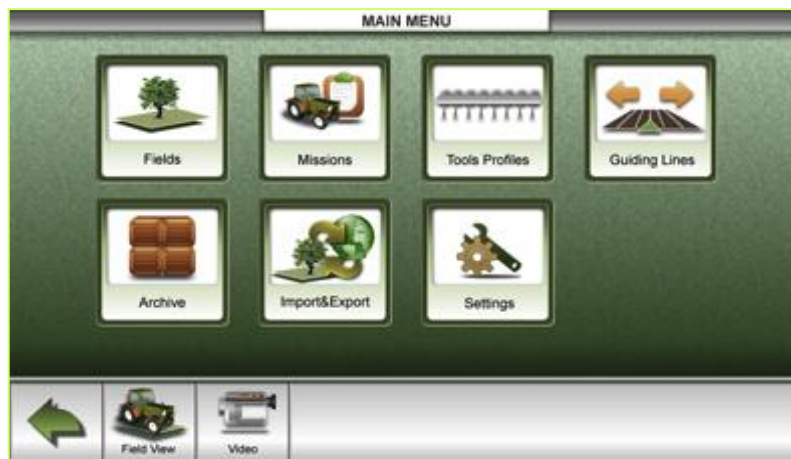 MAIN MENU
Fields
Missions
Tools Profiles
Guiding Lines
Archive
Import&Export
Settings
Field View
Video